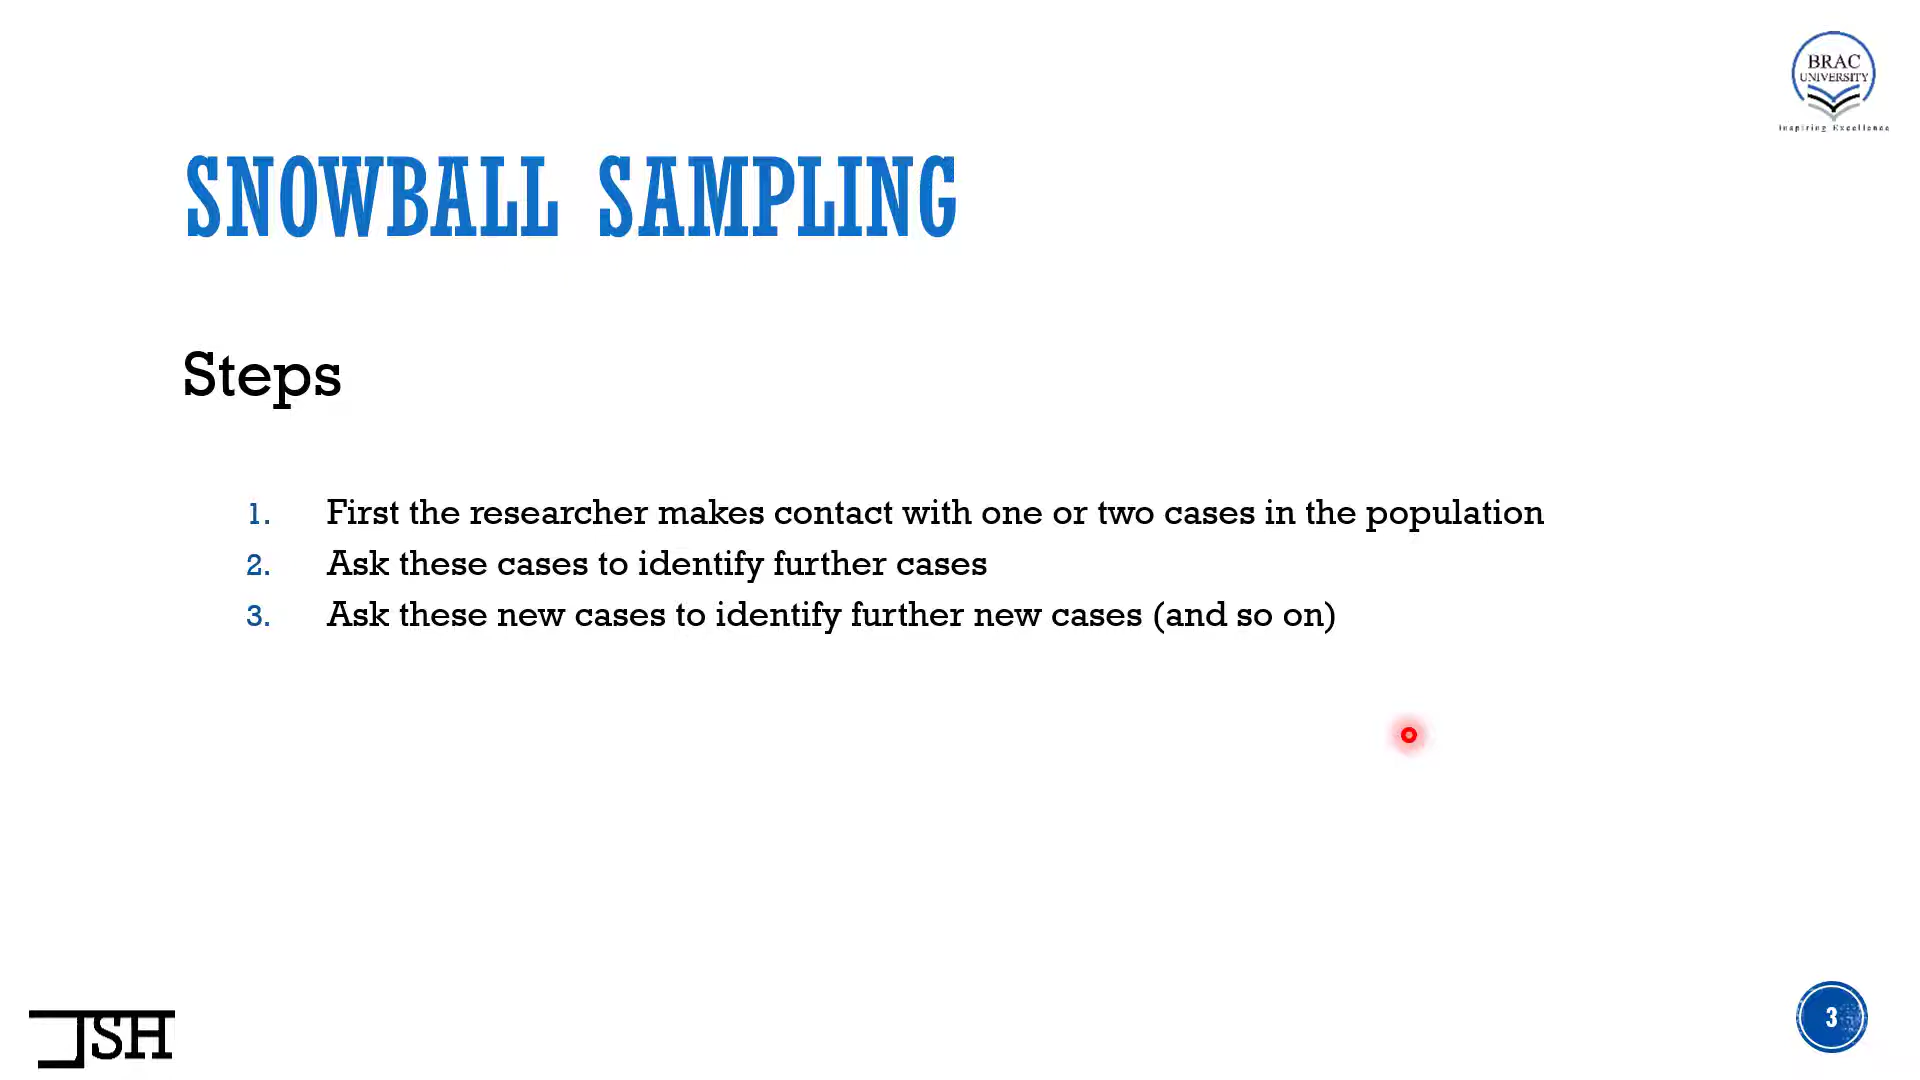 BRAC
UNIVERSITY
Inspiring Excellence
SNOWBALL SAMPLING
Steps
1. First the researcher makes contact with one or two cases in the population
2. Ask these cases to identify further cases
3. Ask these new cases to identify further new cases (and so on)
JSH
3